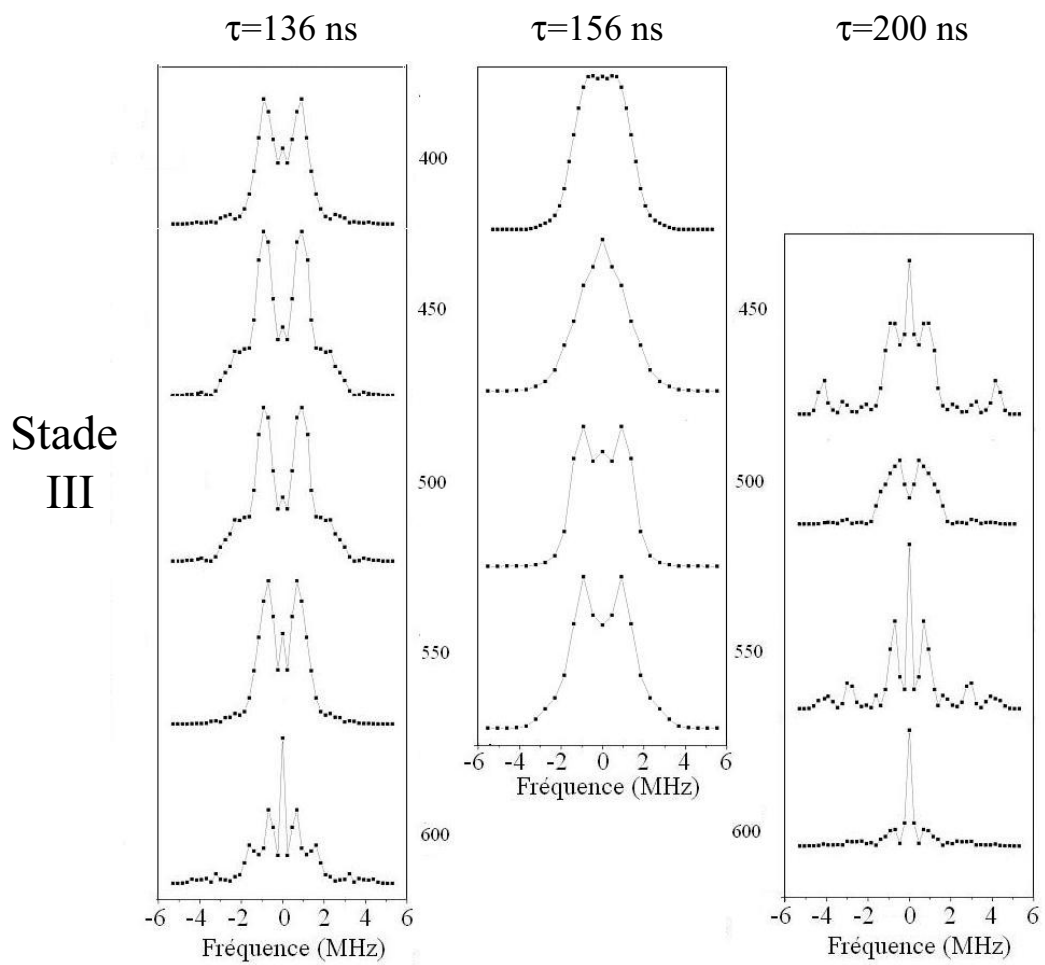 τ=136 ns τ=156 ns τ=200 ns
400
450 450
Stade
III
500 500
550 550
-6 -4 -2 0 2 4 6
Fréquence (MHz)
600 600
-6 -4 -2 0 2 4 6 -6 -4 -2 0 2 4 6
Fréquence (MHz) Fréquence (MHz)